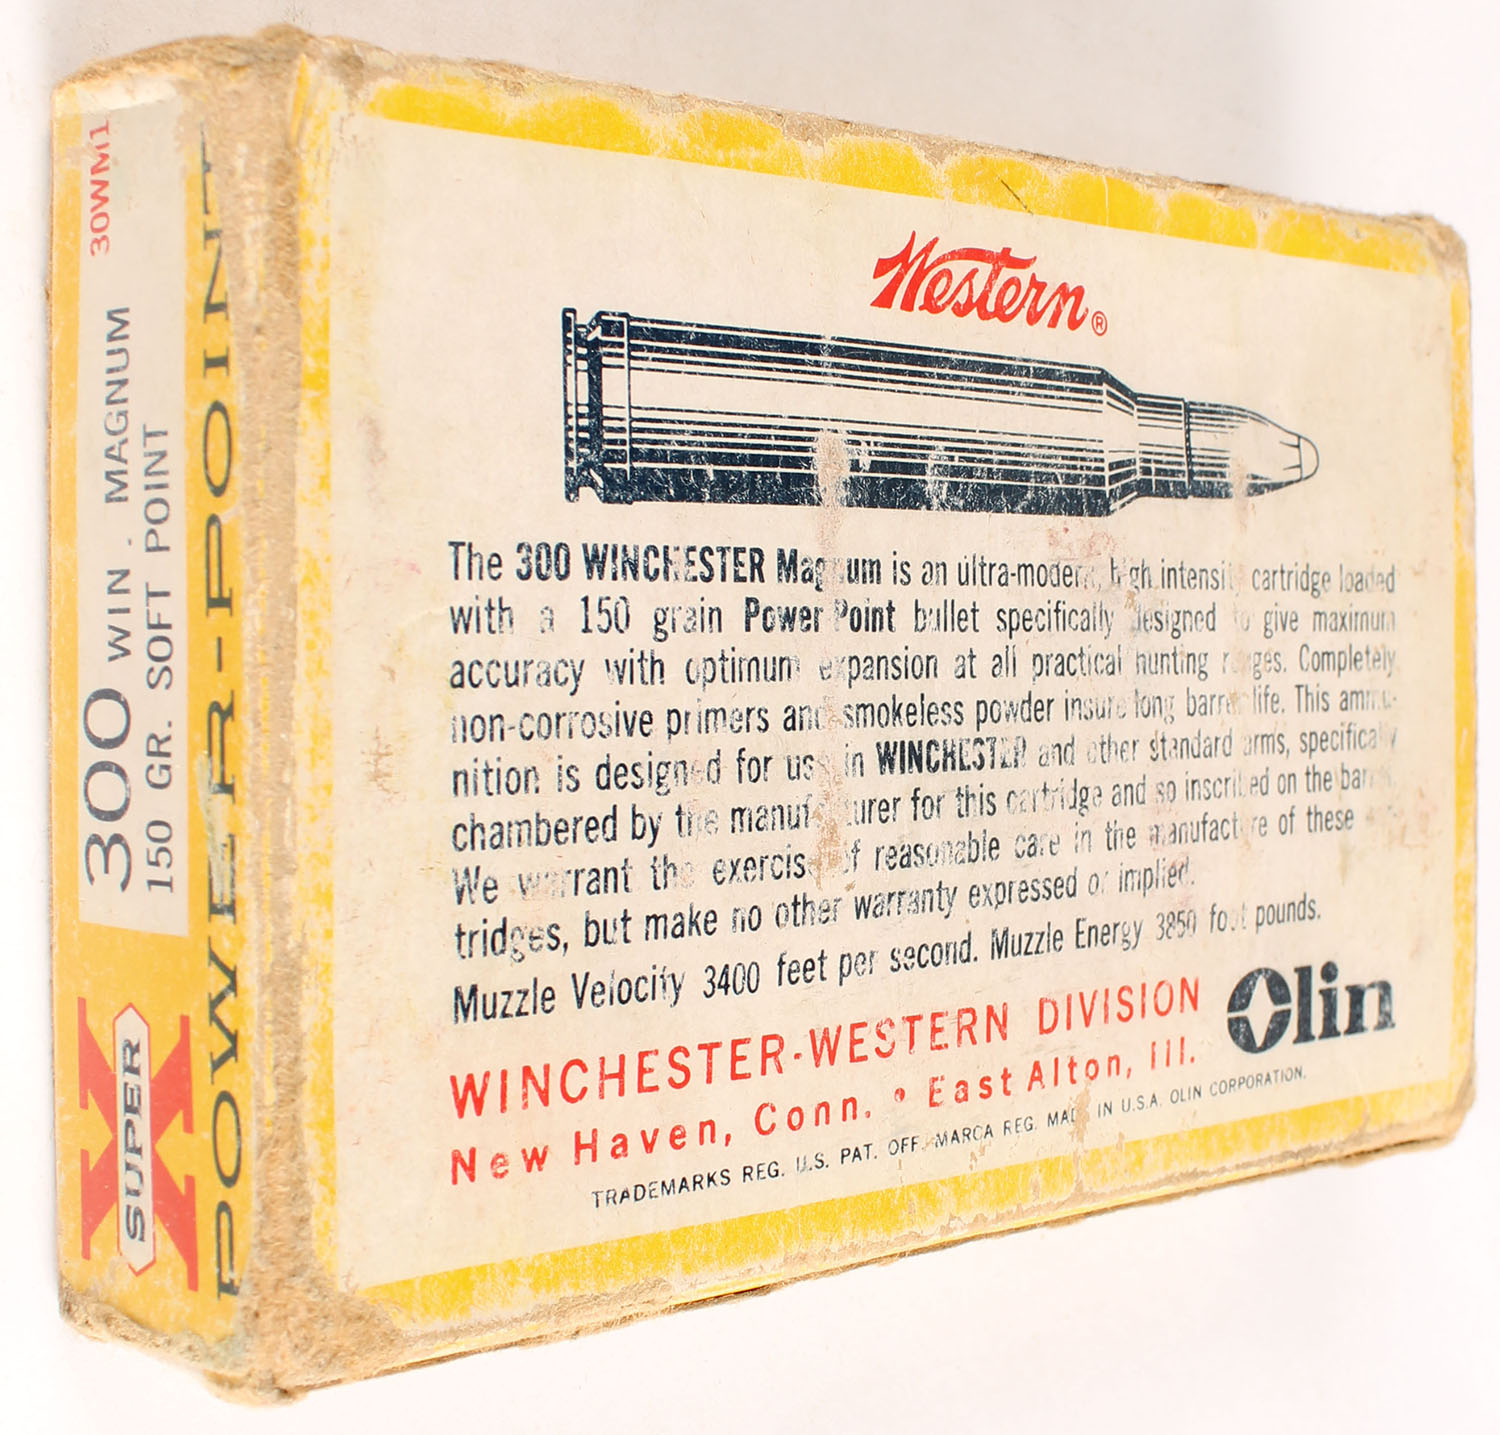 30WM1
300 WIN. MAGNUM
150 GR. SOFT POINT
SUPER X
POWER-POINT
Western®
The 300 WINCHESTER Magnum is an ultra-modern, high intensity cartridge loaded
with a 150 grain Power Point bullet specifically designed to give maximum
accuracy with optimum expansion at all practical hunting ranges. Completely
non-corrosive primers and smokeless powder insure long barrel life. This ammu-
nition is designed for use in WINCHESTER and other standard arms, specifically
chambered by the manufacturer for this cartridge and so inscribed on the barrel.
We warrant the exercise of reasonable care in the manufacture of these
tridges, but make no other warranty expressed or implied.
Muzzle Velocity 3400 feet per second. Muzzle Energy 3850 foot pounds.
WINCHESTER-WESTERN DIVISION
New Haven, Conn. • East Alton, Ill.
Olin
TRADEMARKS REG. U.S. PAT. OFF. MARCA REG. MADE IN U.S.A. OLIN CORPORATION.